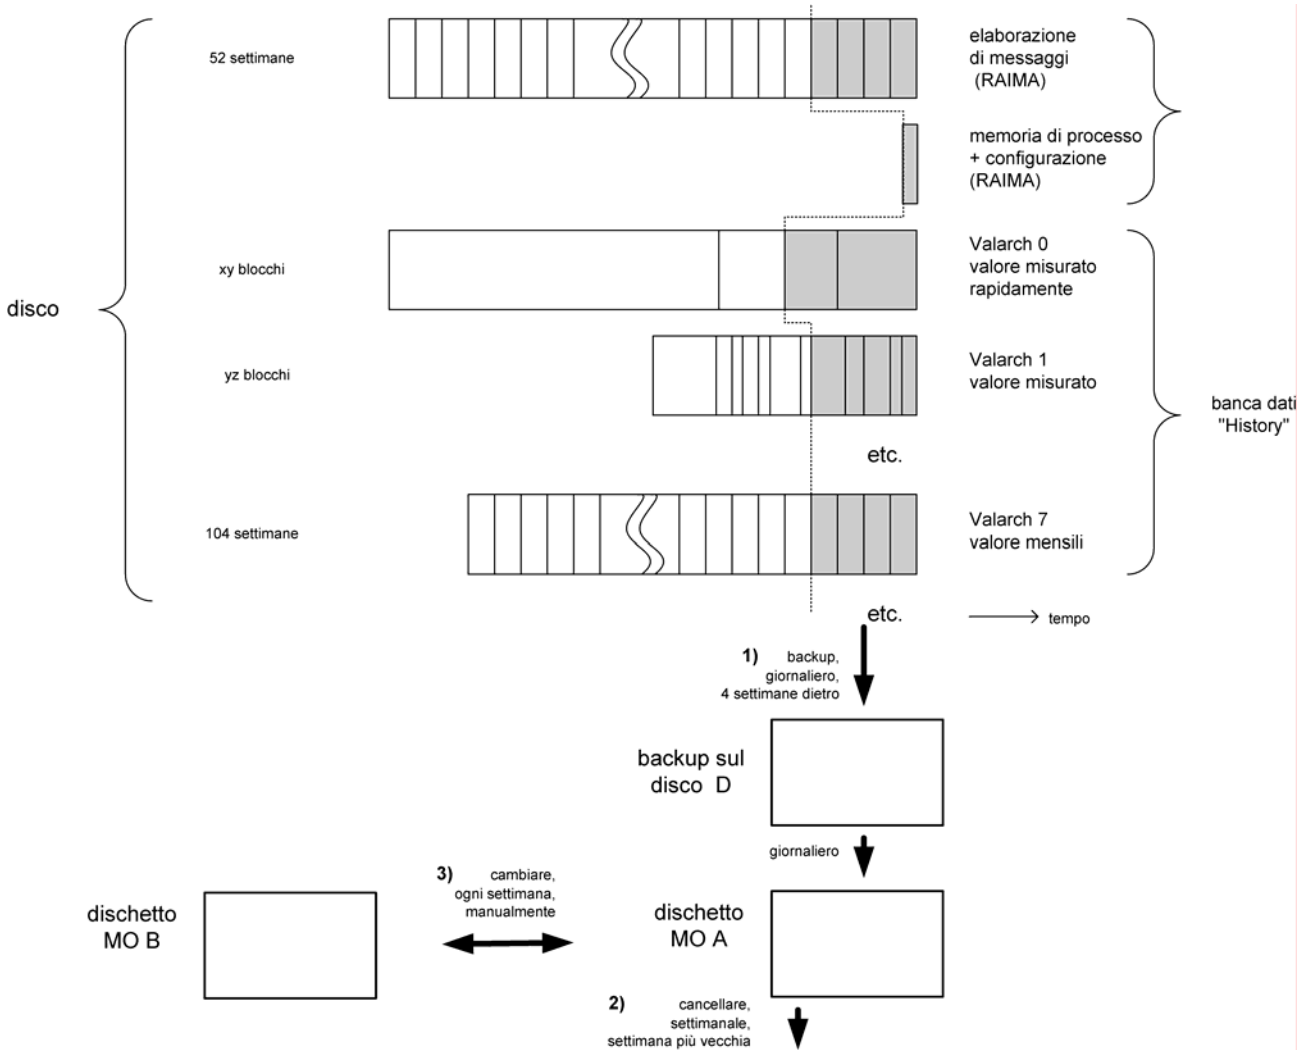 52 settimane
elaborazione
di messaggi
(RAIMA)
memoria di processo
+ configurazione
(RAIMA)
disco
xy blocchi
Valarch 0
valore misurato
rapidamente
yz blocchi
Valarch 1
valore misurato
banca dati
"History"
etc.
104 settimane
Valarch 7
valore mensili
etc.
tempo
1) backup,
giornaliero,
4 settimane dietro
backup sul
disco D
giornaliero
3) cambiare,
ogni settimana,
manualmente
dischetto
MO B
dischetto
MO A
2) cancellare,
settimanale,
settimana più vecchia